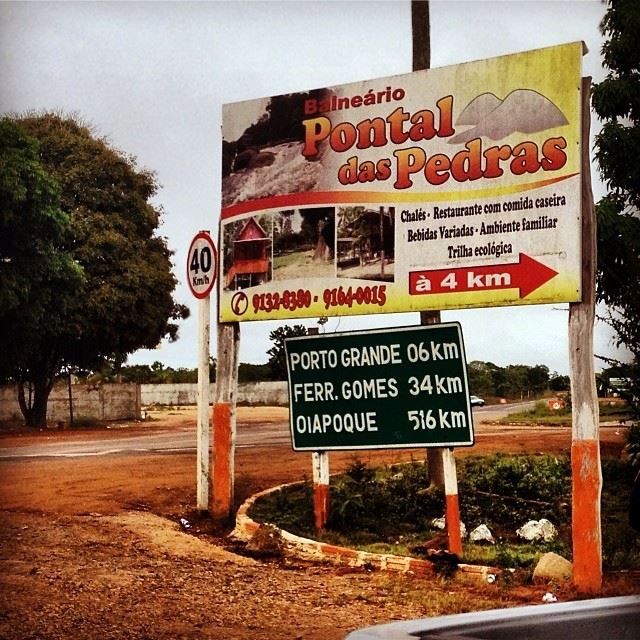 Balneário
Pontal
das Pedras
Chalés - Restaurante com comida caseira
Bebidas Variadas - Ambiente familiar
Trilha ecológica
à 4 km
9132-8380 - 9164-0015
40
Km/h
PORTO GRANDE 06 km
FERR. GOMES 34 km
OIAPOQUE 516 km